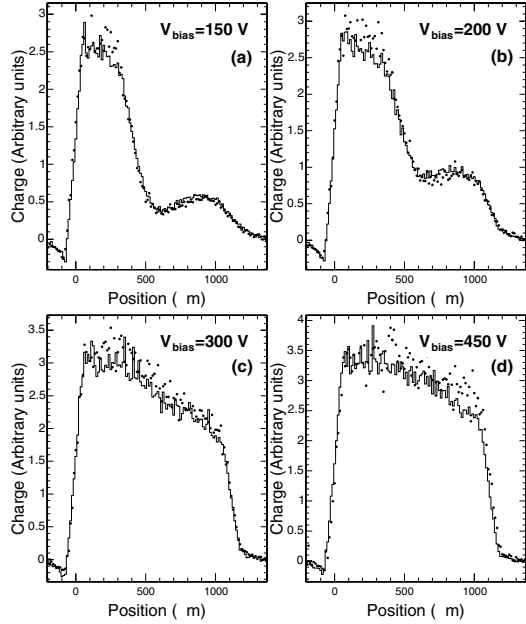 3
2.5
2
1.5
1
0.5
0
0
500
1000
V_bias=150 V
(a)
Charge (Arbitrary units)
Position ( m)
3
2.5
2
1.5
1
0.5
0
0
500
1000
V_bias=200 V
(b)
Charge (Arbitrary units)
Position ( m)
3.5
3
2.5
2
1.5
1
0.5
0
0
500
1000
V_bias=300 V
(c)
Charge (Arbitrary units)
Position ( m)
4
3.5
3
2.5
2
1.5
1
0.5
0
0
500
1000
V_bias=450 V
(d)
Charge (Arbitrary units)
Position ( m)